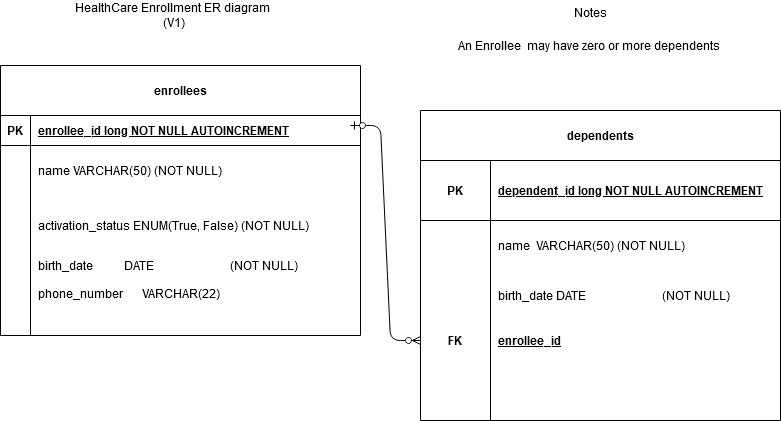 HealthCare Enrollment ER diagram
(V1)
Notes
An Enrollee may have zero or more dependents
enrollees
PK enrollee_id long NOT NULL AUTOINCREMENT
name VARCHAR(50) (NOT NULL)
activation_status ENUM(True, False) (NOT NULL)
birth_date DATE (NOT NULL)
phone_number VARCHAR(22)
dependents
PK dependent_id long NOT NULL AUTOINCREMENT
name VARCHAR(50) (NOT NULL)
birth_date DATE (NOT NULL)
FK enrollee_id